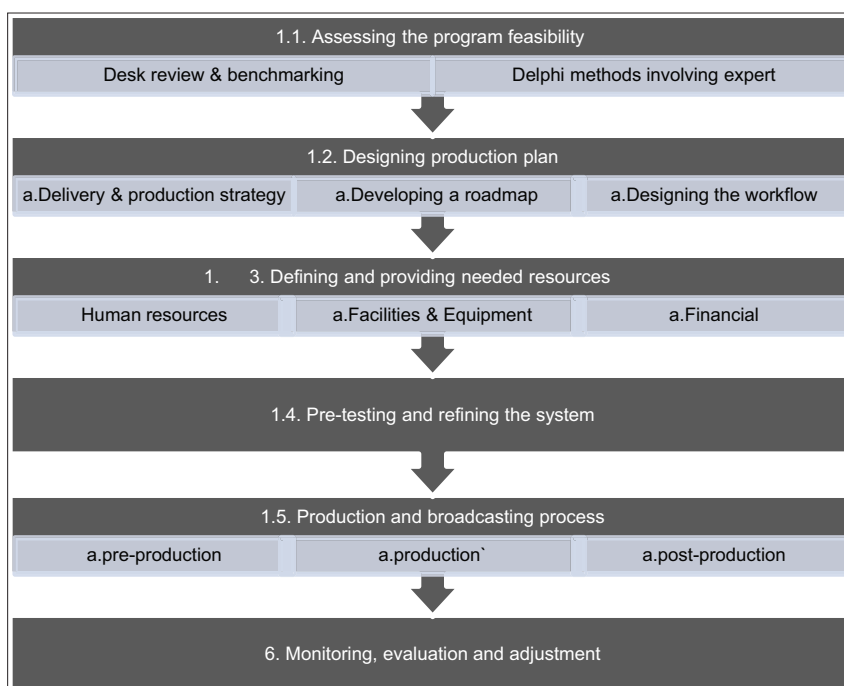 1.1. Assessing the program feasibility
Desk review & benchmarking
Delphi methods involving expert
1.2. Designing production plan
a.Delivery & production strategy
a.Developing a roadmap
a.Designing the workflow
1. 3. Defining and providing needed resources
Human resources
a.Facilities & Equipment
a.Financial
1.4. Pre-testing and refining the system
1.5. Production and broadcasting process
a.pre-production
a.production`
a.post-production
6. Monitoring, evaluation and adjustment